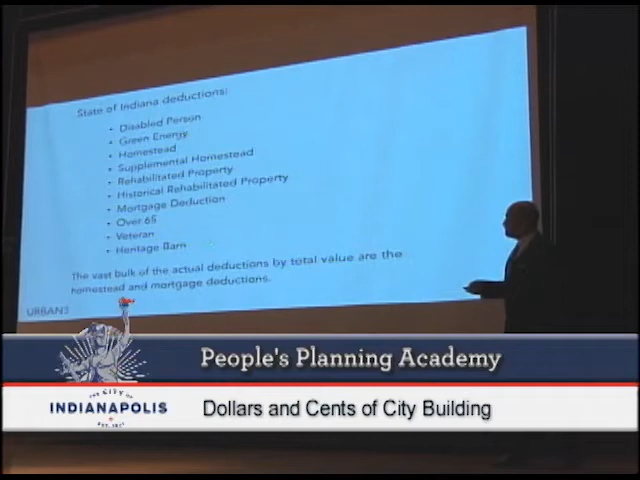 State of Indiana deductions:
• Disabled Person
• Green Energy
• Homestead
• Supplemental Homestead
• Rehabilitated Property
• Historical Rehabilitated Property
• Mortgage Deduction
• Over 65
• Veteran
• Heritage Barn
The vast bulk of the actual deductions by total value are the
homestead and mortgage deductions.
URBAN3
People's Planning Academy
THE CITY OF
INDIANAPOLIS
EST. 1821
Dollars and Cents of City Building